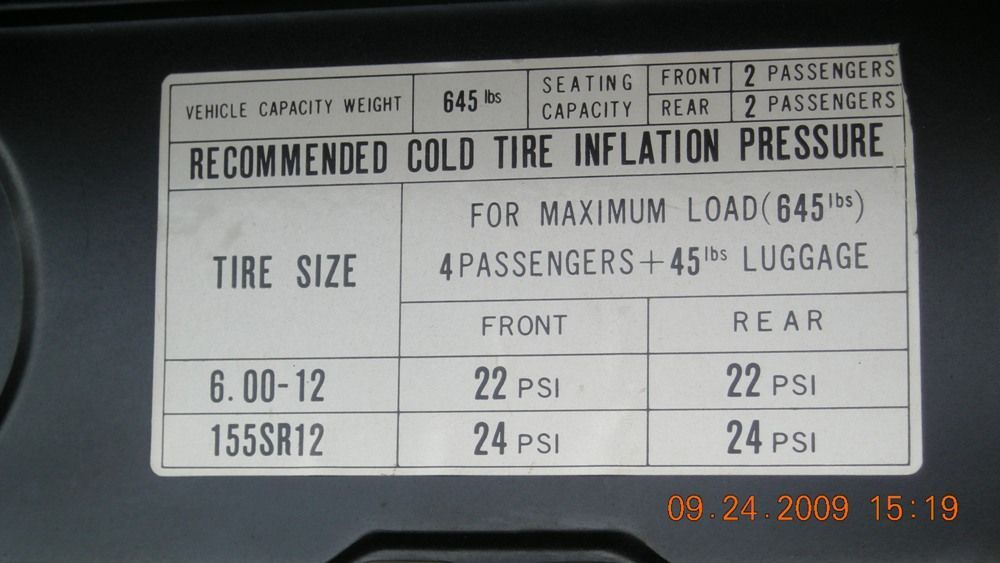 VEHICLE CAPACITY WEIGHT 645 lbs SEATING CAPACITY FRONT 2 PASSENGERS
REAR 2 PASSENGERS
RECOMMENDED COLD TIRE INFLATION PRESSURE
TIRE SIZE
FOR MAXIMUM LOAD(645lbs)
4 PASSENGERS+45lbs LUGGAGE
FRONT REAR
6.00-12 22 PSI 22 PSI
155SR12 24 PSI 24 PSI
09.24.2009 15:19